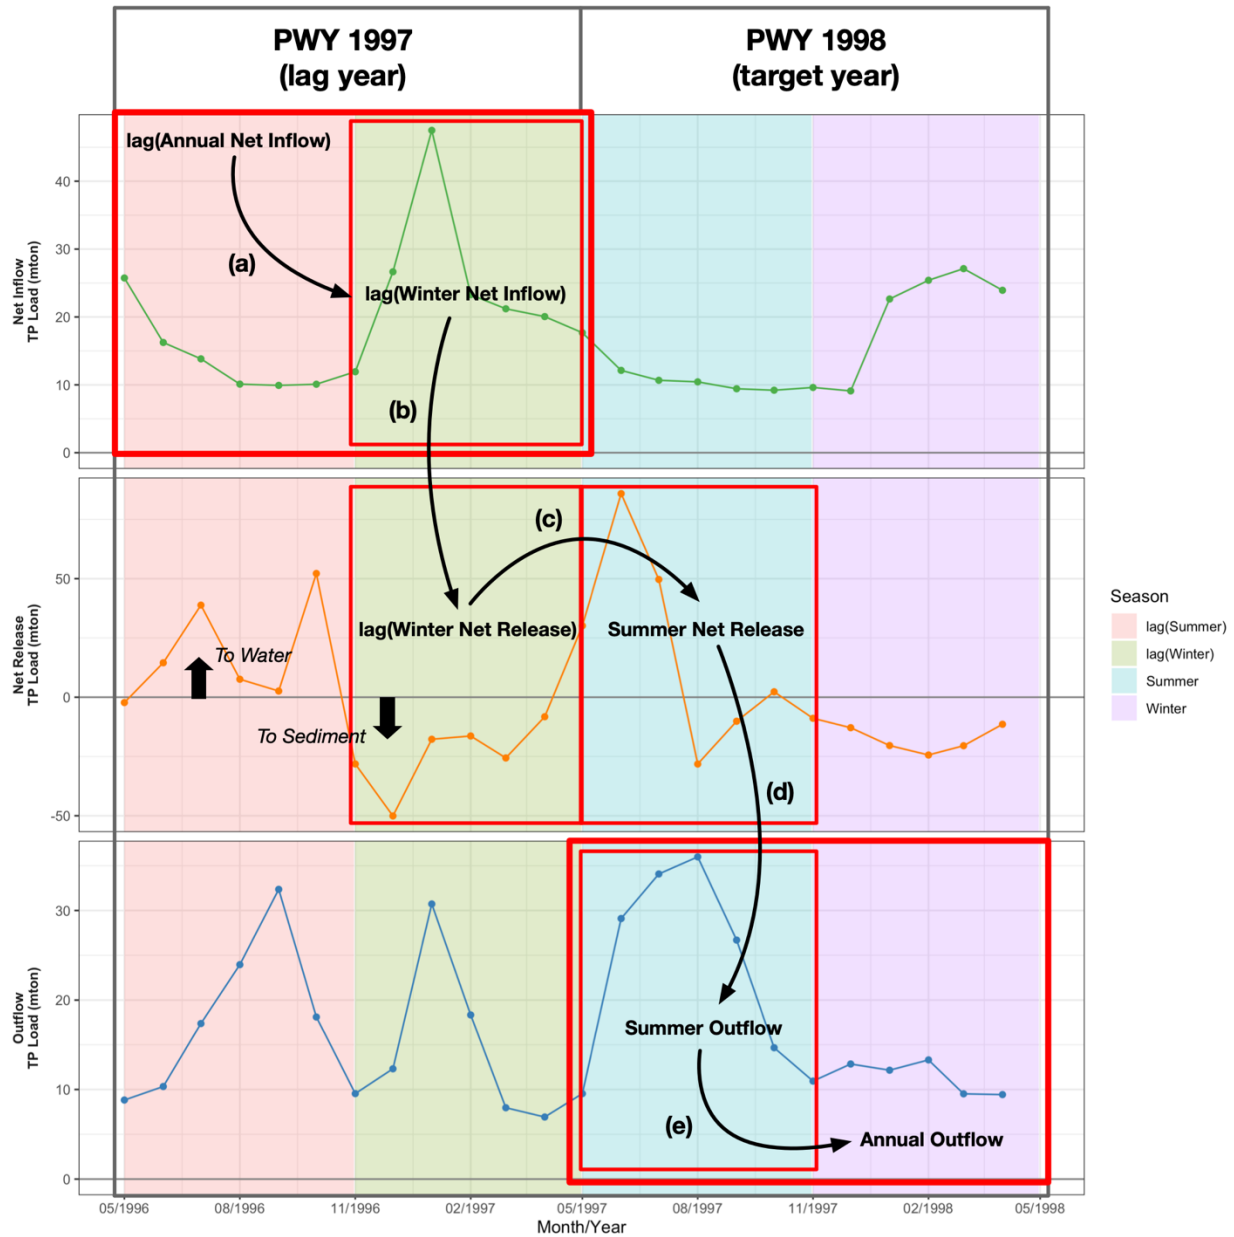 PWY 1997
(lag year)
PWY 1998
(target year)
Net Inflow
TP Load (mton)
40
30
20
10
0
lag(Annual Net Inflow)
(a)
lag(Winter Net Inflow)
(b)
Net Release
TP Load (mton)
50
0
-50
(c)
lag(Winter Net Release)
Summer Net Release
To Water
To Sediment
(d)
Outflow
TP Load (mton)
30
20
10
0
Summer Outflow
(e)
Annual Outflow
05/1996
08/1996
11/1996
02/1997
05/1997
08/1997
11/1997
02/1998
05/1998
Month/Year
Season
lag(Summer)
lag(Winter)
Summer
Winter